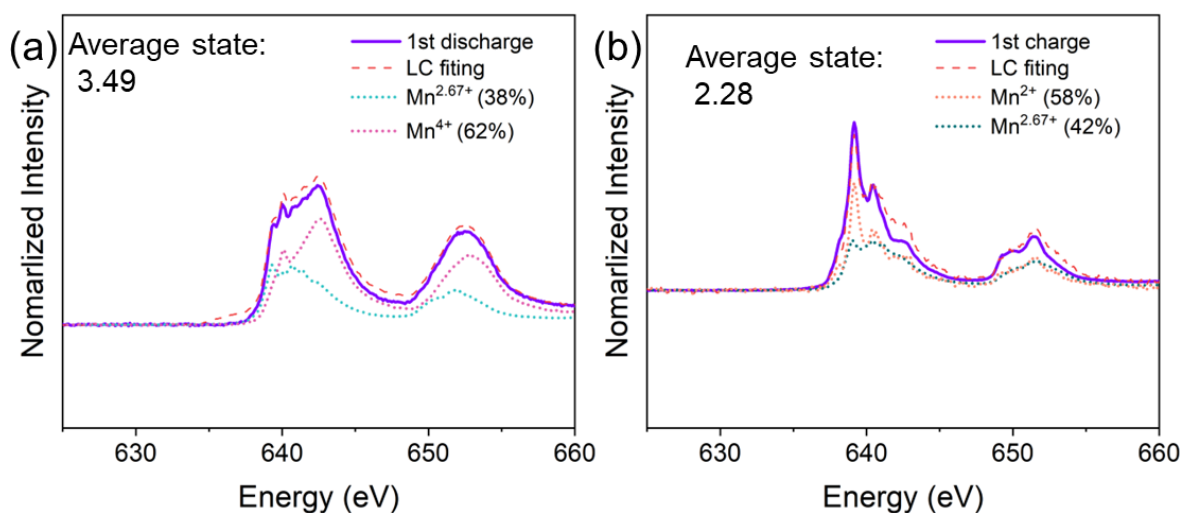 (a)
Average state:
3.49
1st discharge
LC fiting
Mn2.67+ (38%)
Mn4+ (62%)
Nomarlized Intensity
630 640 650 660
Energy (eV)
(b)
Average state:
2.28
1st charge
LC fiting
Mn2+ (58%)
Mn2.67+ (42%)
Nomarlized Intensity
630 640 650 660
Energy (eV)